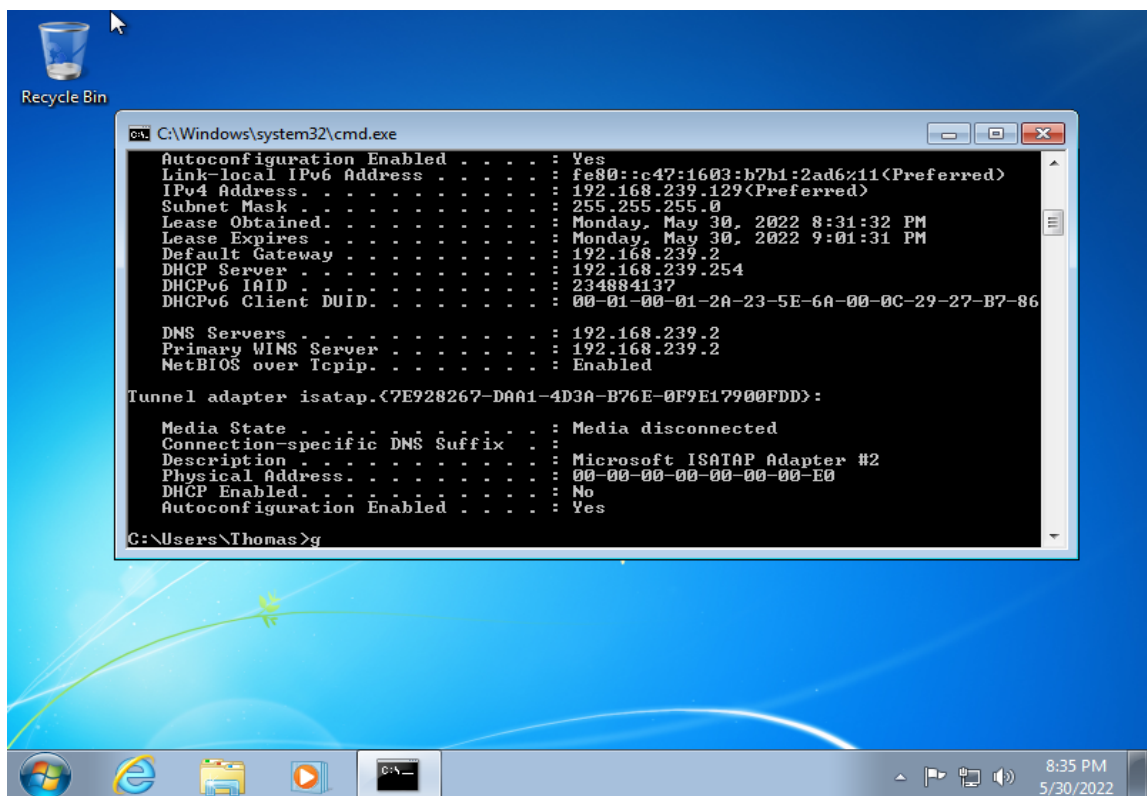 Recycle Bin
C:\Windows\system32\cmd.exe
Autoconfiguration Enabled . . . . : Yes
Link-local IPv6 Address . . . . . : fe80::c47:1603:b7b1:2ad6%11(Preferred)
IPv4 Address. . . . . . . . . . . : 192.168.239.129(Preferred)
Subnet Mask . . . . . . . . . . . : 255.255.255.0
Lease Obtained. . . . . . . . . . : Monday, May 30, 2022 8:31:32 PM
Lease Expires . . . . . . . . . . : Monday, May 30, 2022 9:01:31 PM
Default Gateway . . . . . . . . . : 192.168.239.2
DHCP Server . . . . . . . . . . . : 192.168.239.254
DHCPv6 IAID . . . . . . . . . . . : 234884137
DHCPv6 Client DUID. . . . . . . . : 00-01-00-01-2A-23-5E-6A-00-0C-29-27-B7-86
DNS Servers . . . . . . . . . . . : 192.168.239.2
Primary WINS Server . . . . . . . : 192.168.239.2
NetBIOS over Tcpip. . . . . . . . : Enabled
Tunnel adapter isatap.{7E928267-DAA1-4D3A-B76E-0F9E17900FDD}:
Media State . . . . . . . . . . . : Media disconnected
Connection-specific DNS Suffix  . :
Description . . . . . . . . . . . : Microsoft ISATAP Adapter #2
Physical Address. . . . . . . . . : 00-00-00-00-00-00-00-E0
DHCP Enabled. . . . . . . . . . . : No
Autoconfiguration Enabled . . . . : Yes
C:\Users\Thomas>g
C:\_
8:35 PM
5/30/2022